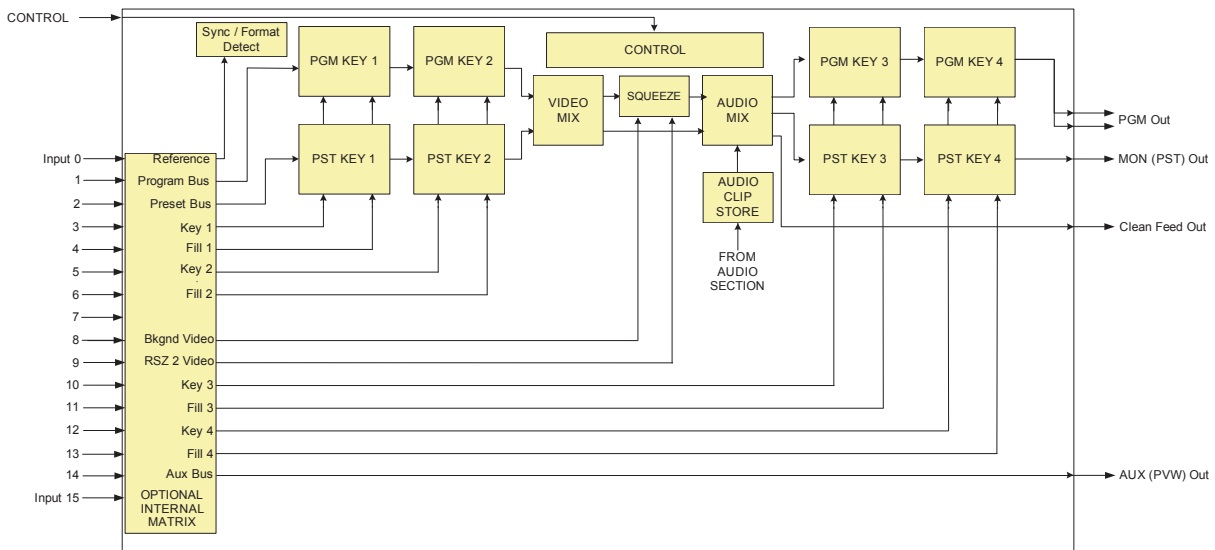 CONTROL
Sync / Format
Detect
PGM KEY 1
PGM KEY 2
CONTROL
PGM KEY 3
PGM KEY 4
VIDEO
MIX
SQUEEZE
AUDIO
MIX
PGM Out
PST KEY 1
PST KEY 2
PST KEY 3
PST KEY 4
MON (PST) Out
AUDIO
CLIP
STORE
Clean Feed Out
FROM
AUDIO
SECTION
Input 0
Reference
1
Program Bus
2
Preset Bus
3
Key 1
4
Fill 1
5
Key 2
6
Fill 2
7
8
Bkgnd Video
9
RSZ 2 Video
10
Key 3
11
Fill 3
12
Key 4
13
Fill 4
14
Aux Bus
AUX (PVW) Out
Input 15
OPTIONAL
INTERNAL
MATRIX